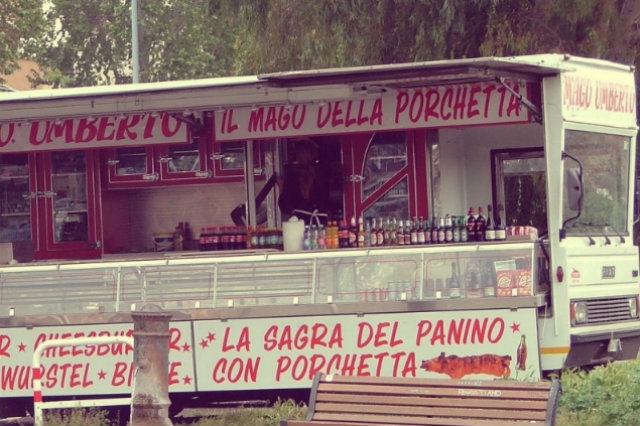 O' UMBERTO
IL MAGO DELLA PORCHETTA
MAGO UMBERTO
CHEESBURGER
WURSTEL
LA SAGRA DEL PANINO
CON PORCHETTA